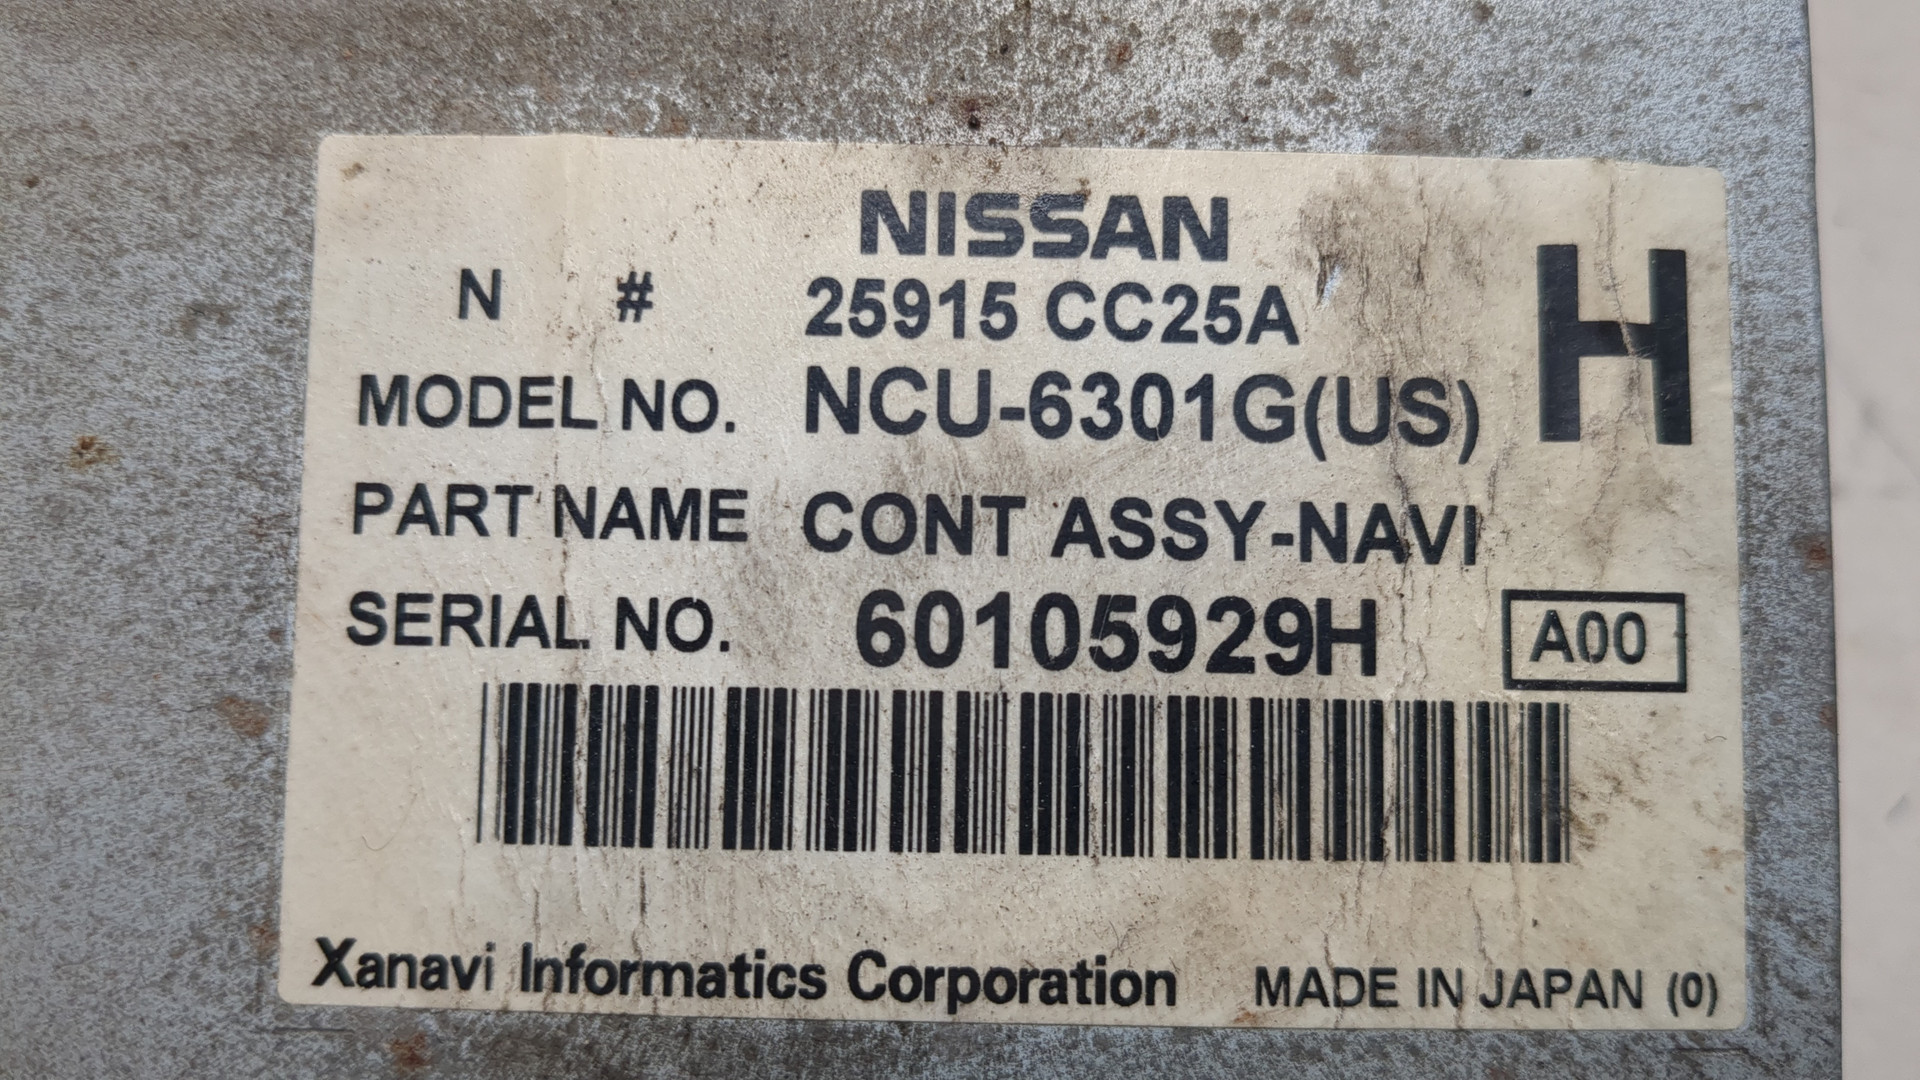 NISSAN
N # 25915 CC25A
H
MODEL NO. NCU-6301G(US)
PART NAME CONT ASSY-NAVI
SERIAL NO. 60105929H
A00
Xanavi Informatics Corporation MADE IN JAPAN (0)